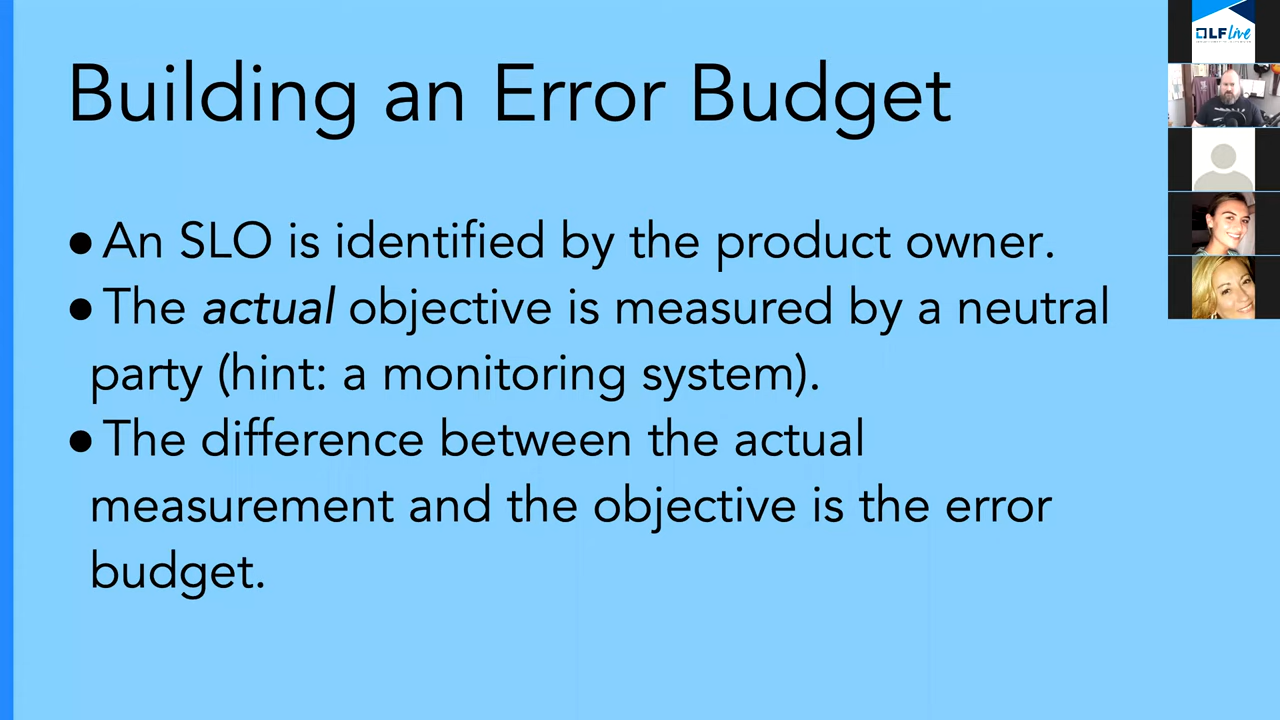 Building an Error Budget
● An SLO is identified by the product owner.
● The actual objective is measured by a neutral
party (hint: a monitoring system).
● The difference between the actual
measurement and the objective is the error
budget.
LF Live